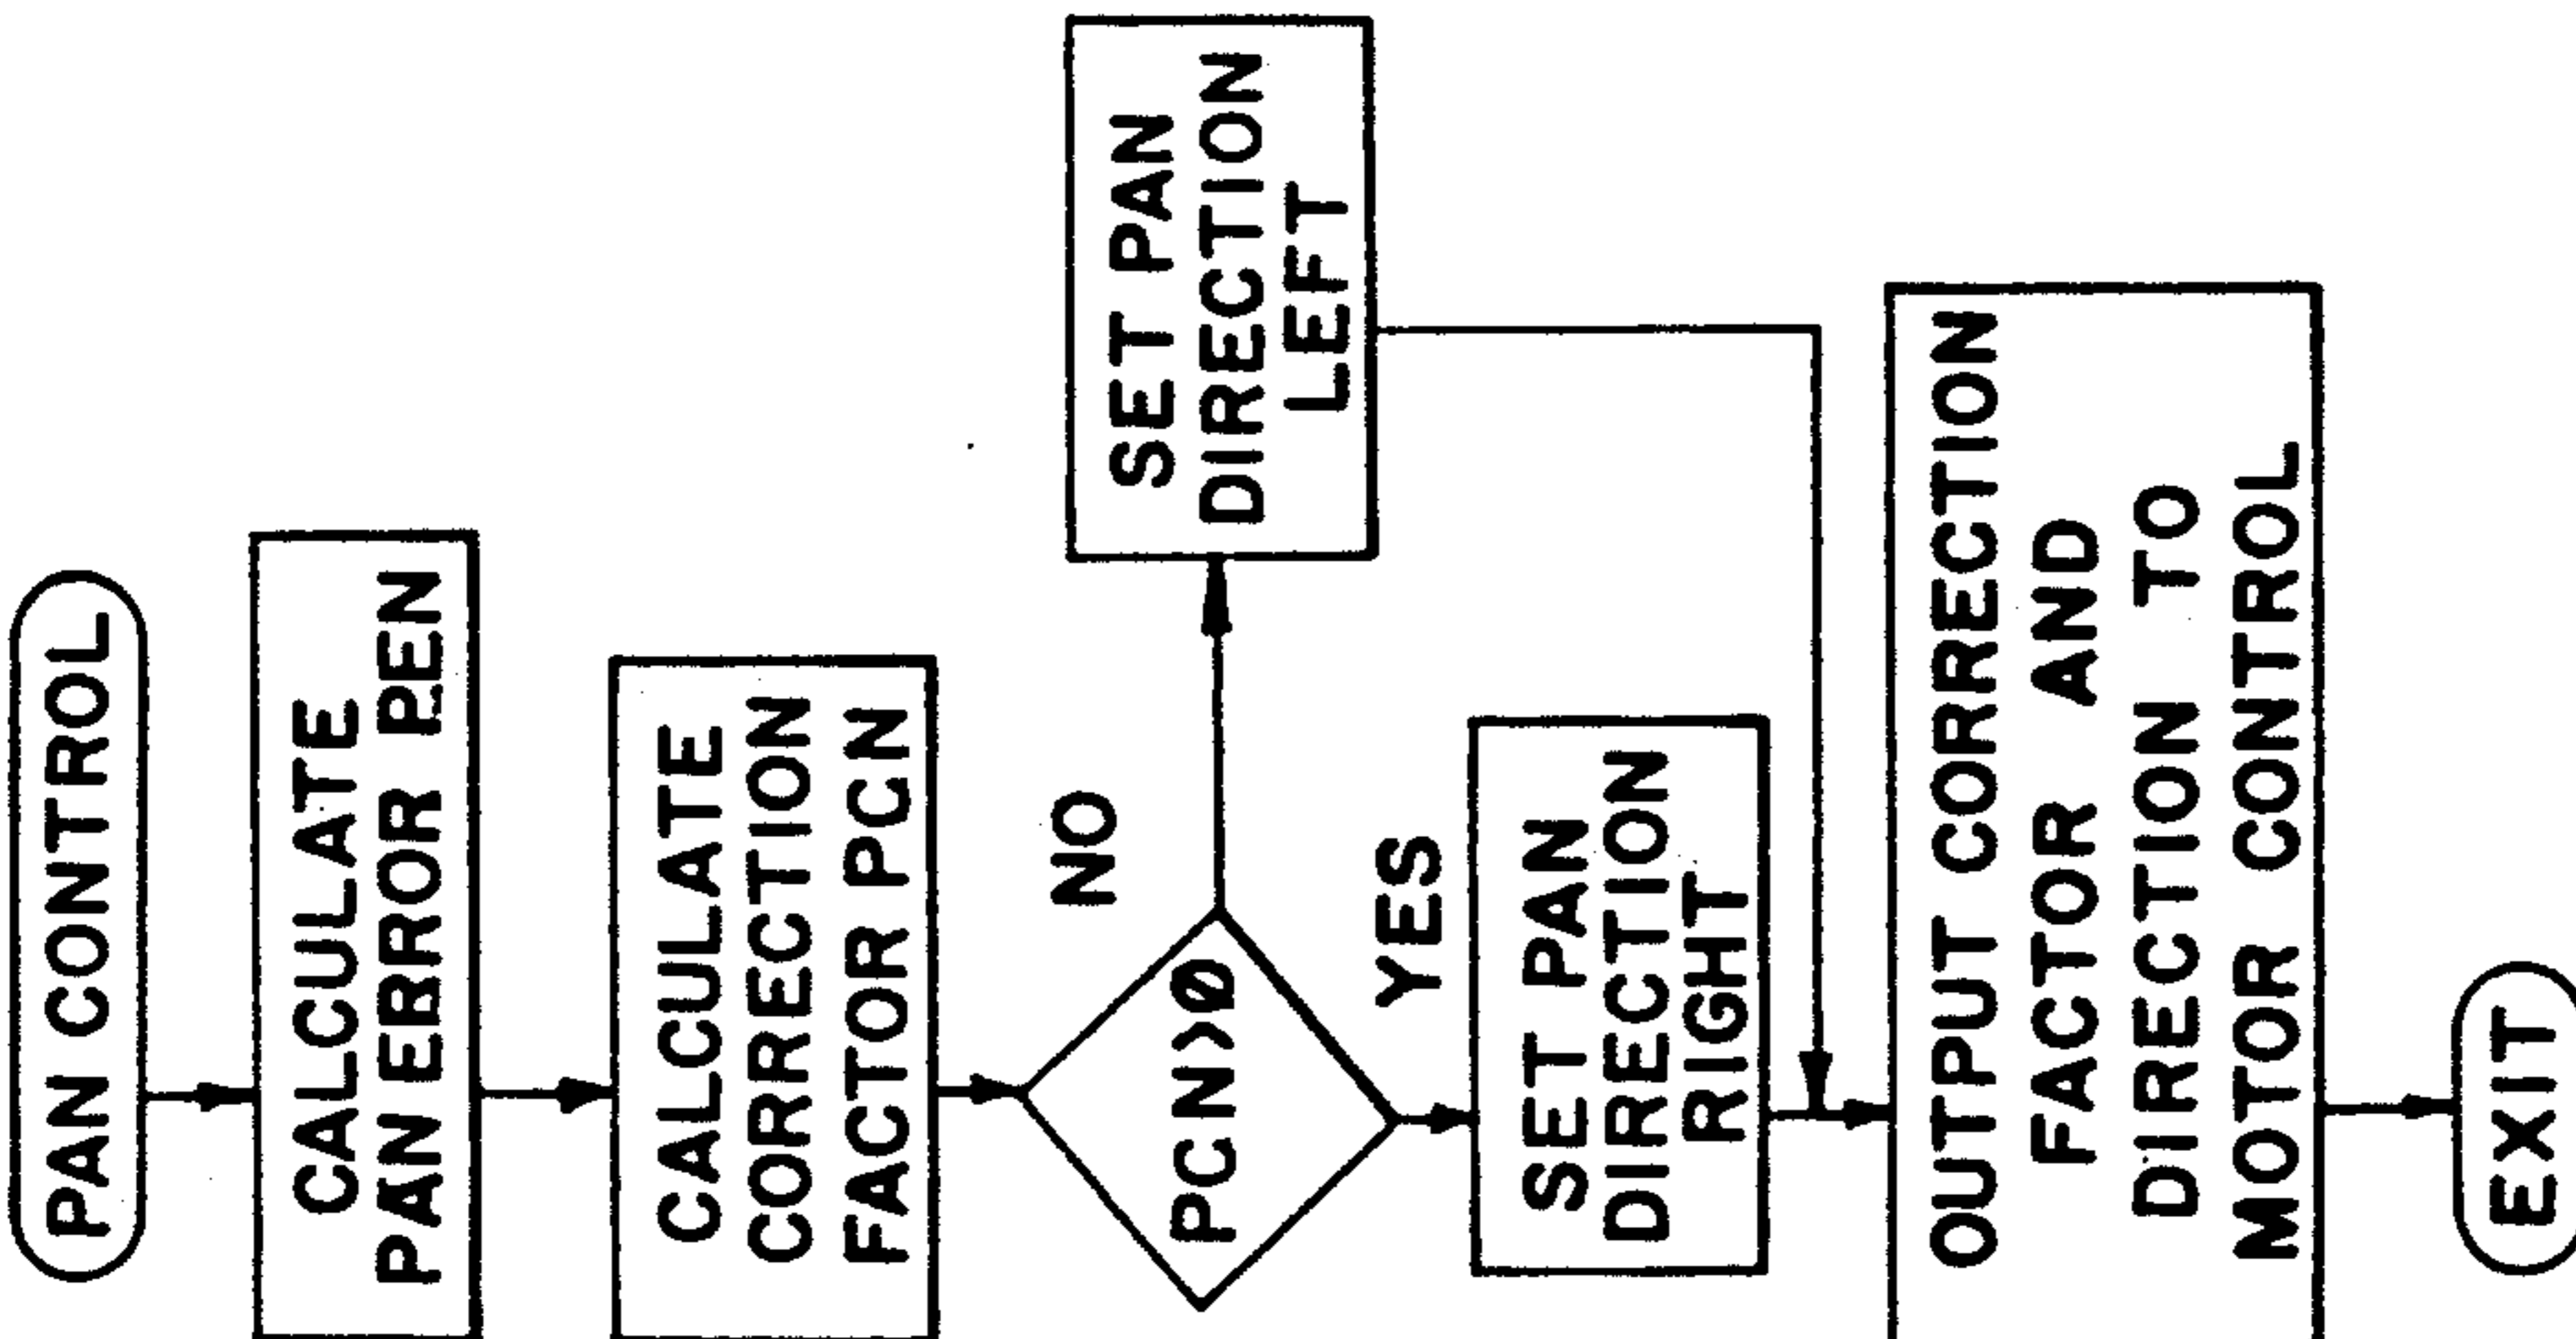 PAN CONTROL
CALCULATE
PAN ERROR PEN
CALCULATE
CORRECTION
FACTOR PCN
PCN>Ø
NO
SET PAN
DIRECTION
LEFT
YES
SET PAN
DIRECTION
RIGHT
OUTPUT CORRECTION
FACTOR AND
DIRECTION TO
MOTOR CONTROL
EXIT